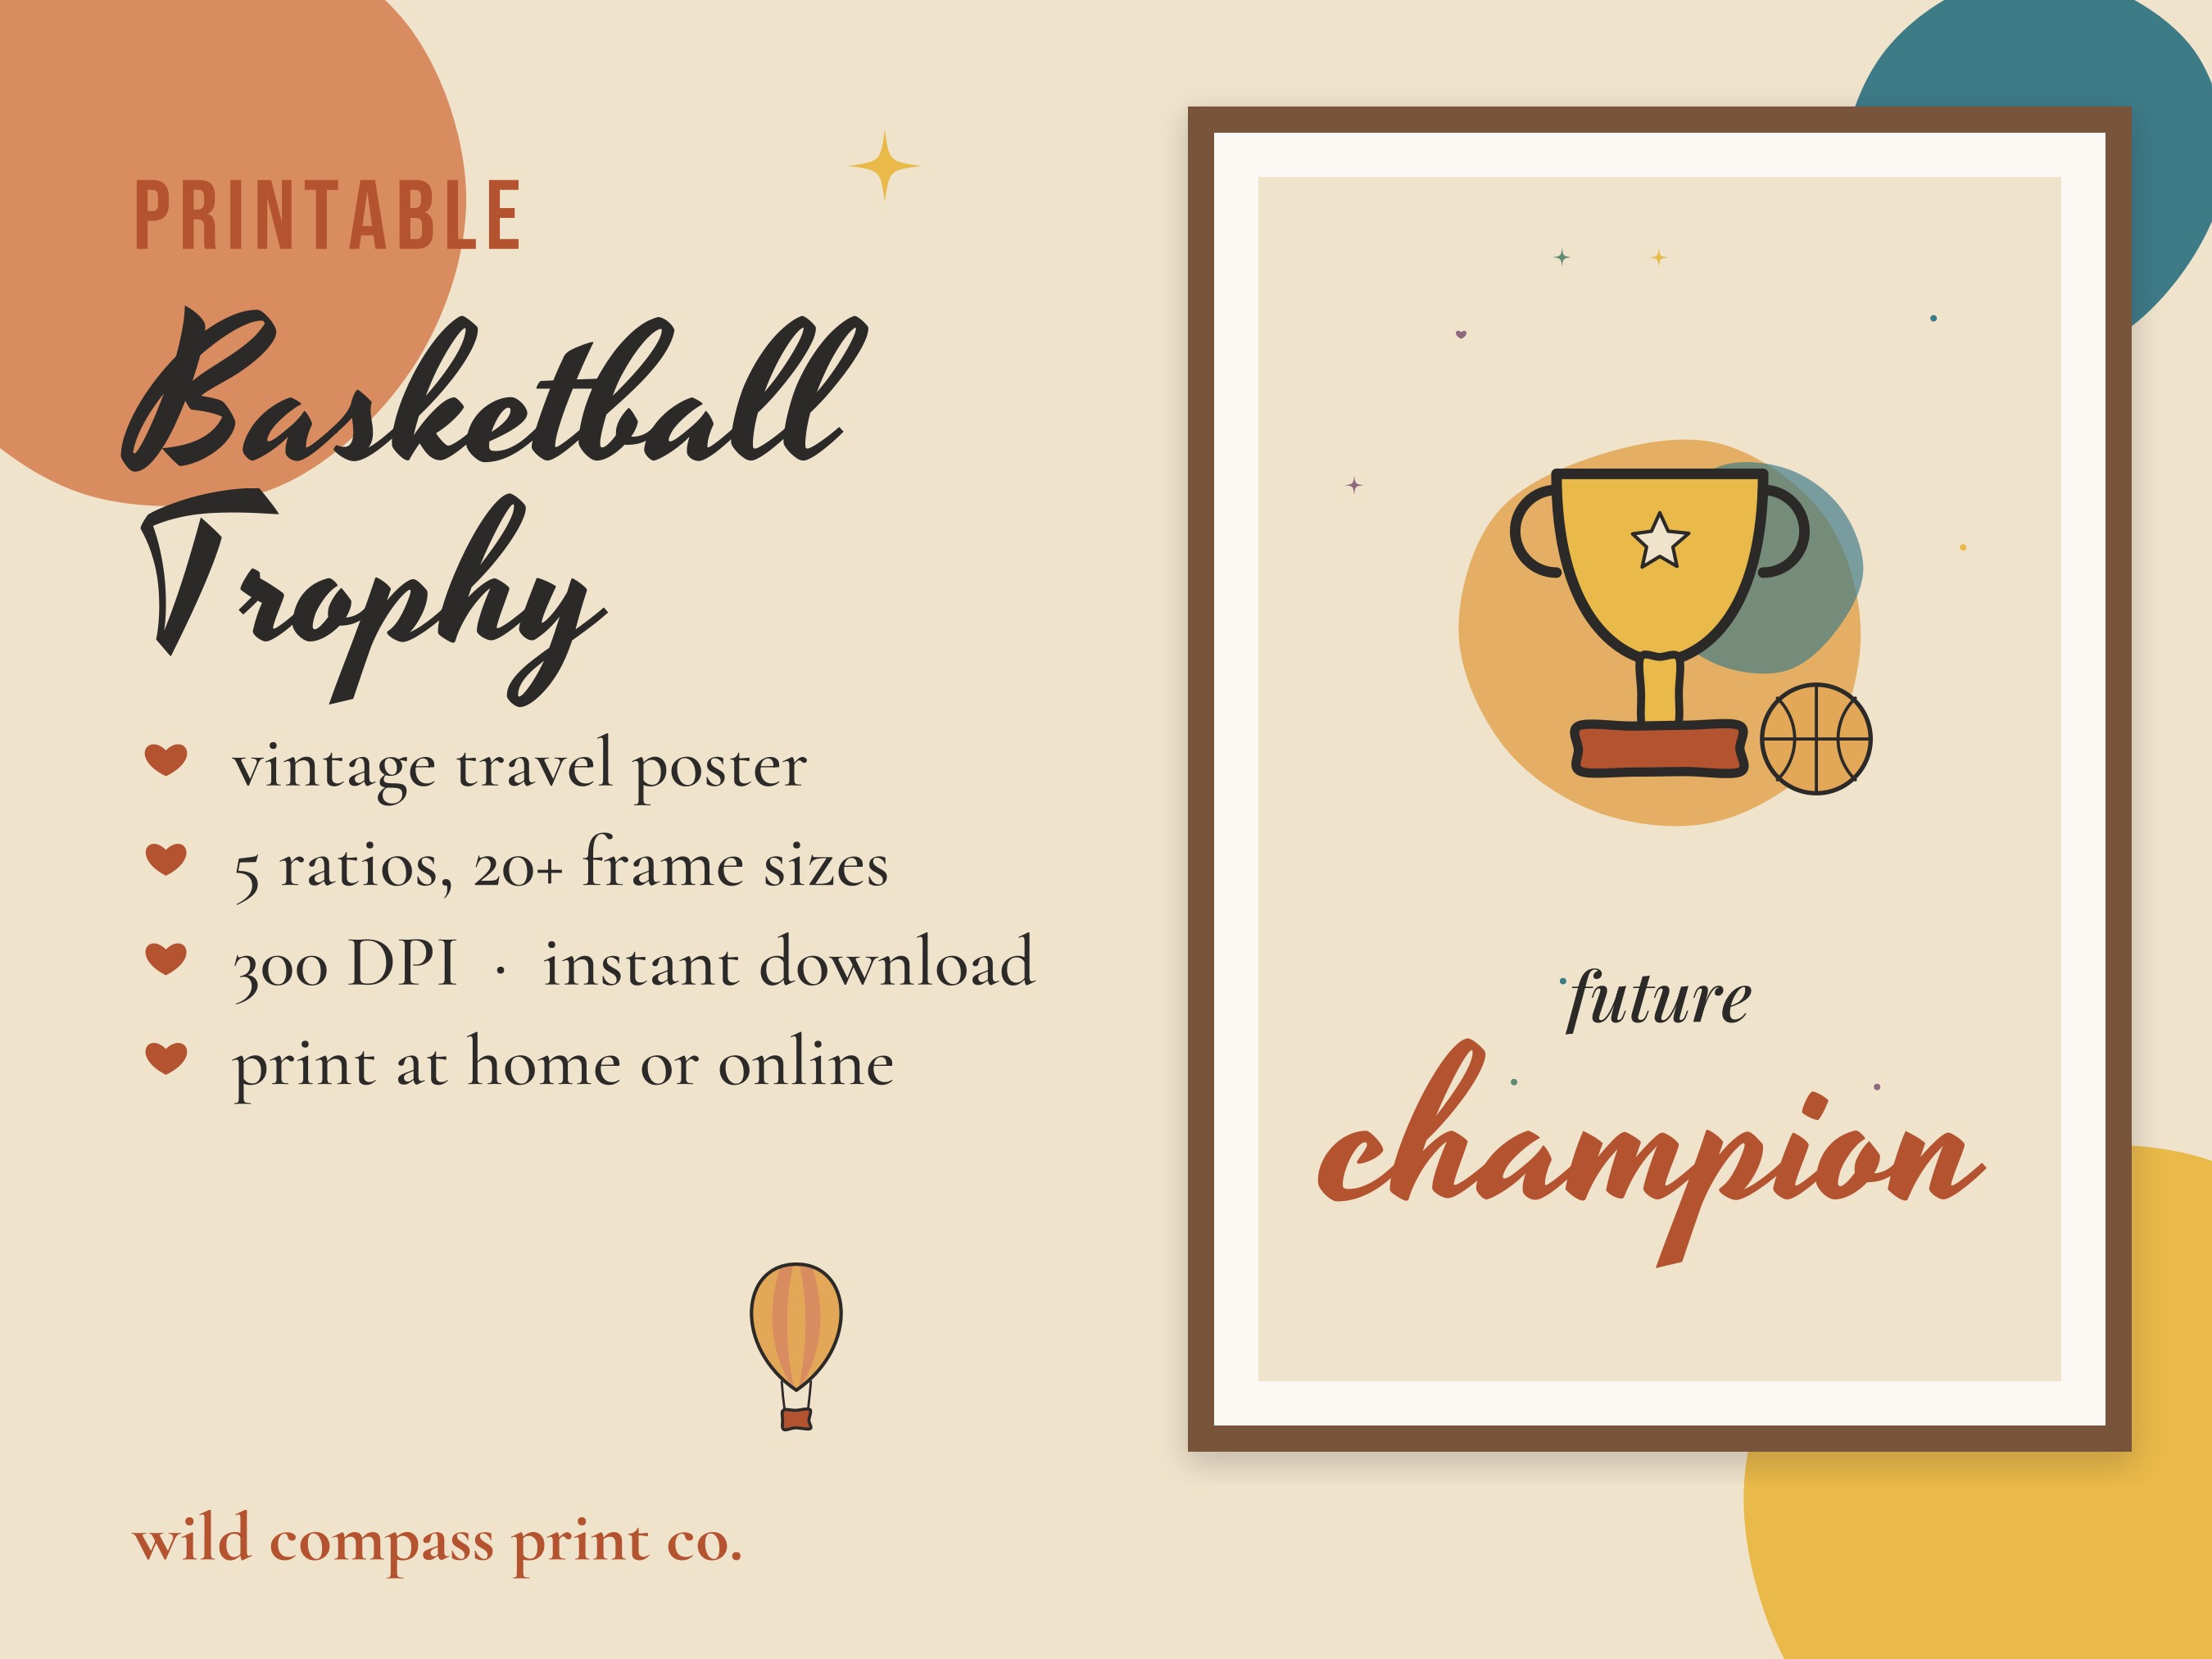 PRINTABLE
Basketball
Trophy
vintage travel poster
5 ratios, 20+ frame sizes
300 DPI · instant download
print at home or online
wild compass print co.
future
champion